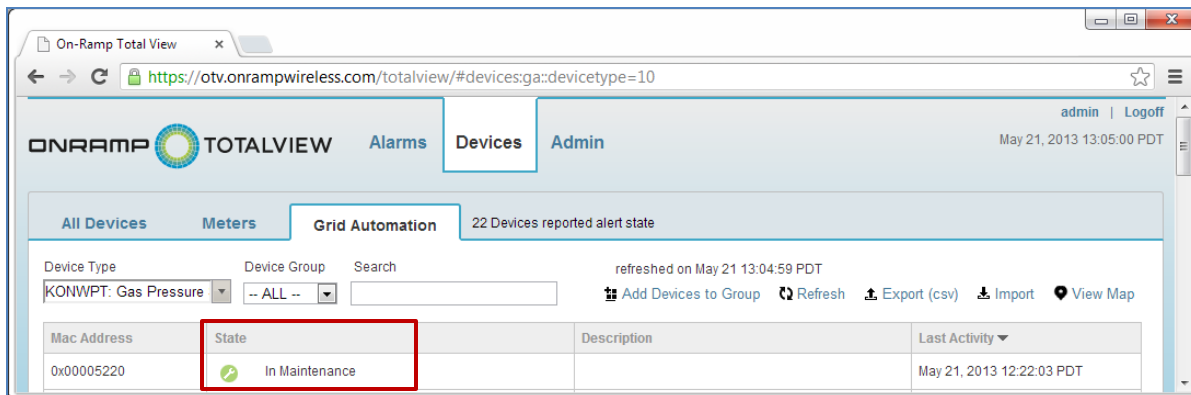 On-Ramp Total View
https://otv.onrampwireless.com/totalview/#devices:ga::devicetype=10
admin | Logoff
ONRAMP TOTALVIEW Alarms Devices Admin May 21, 2013 13:05:00 PDT
All Devices Meters Grid Automation 22 Devices reported alert state
Device Type Device Group Search refreshed on May 21 13:04:59 PDT
KONWPT: Gas Pressure -- ALL -- Add Devices to Group Refresh Export (csv) Import View Map
Mac Address State Description Last Activity
0x00005220 In Maintenance May 21, 2013 12:22:03 PDT